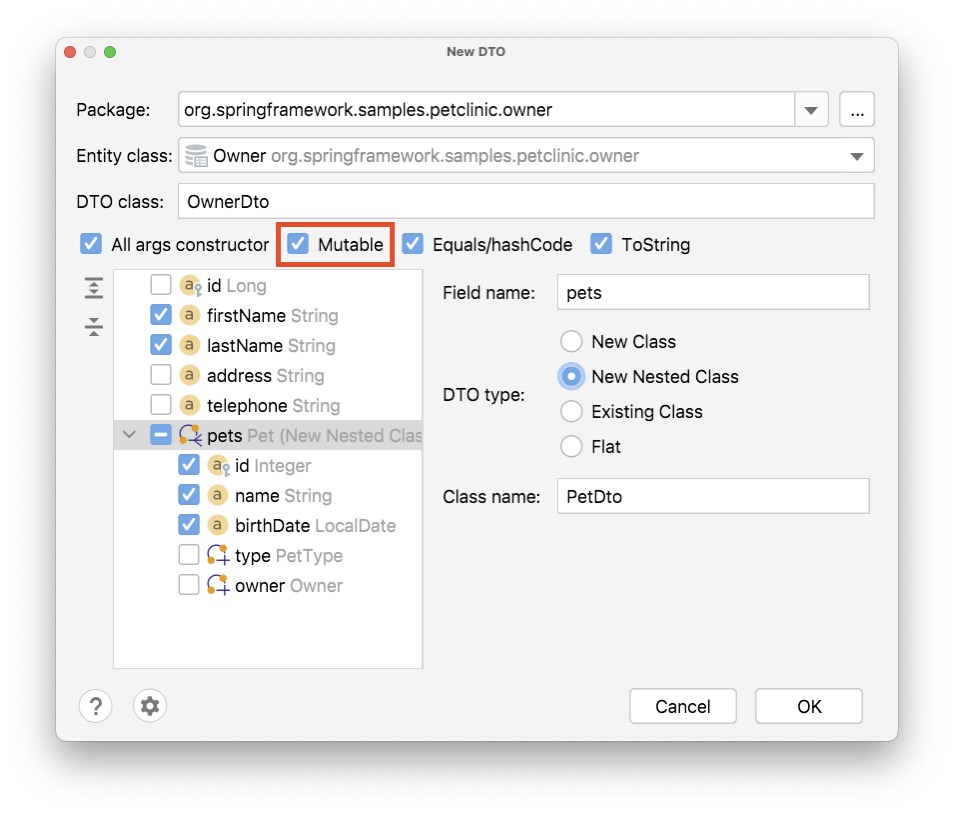 New DTO
Package: org.springframework.samples.petclinic.owner ...
Entity class: Owner org.springframework.samples.petclinic.owner
DTO class: OwnerDto
All args constructor Mutable Equals/hashCode ToString
id Long
firstName String
lastName String
address String
telephone String
pets Pet (New Nested Clas
id Integer
name String
birthDate LocalDate
type PetType
owner Owner
Field name: pets
New Class
DTO type:
New Nested Class
Existing Class
Flat
Class name: PetDto
? Cancel OK